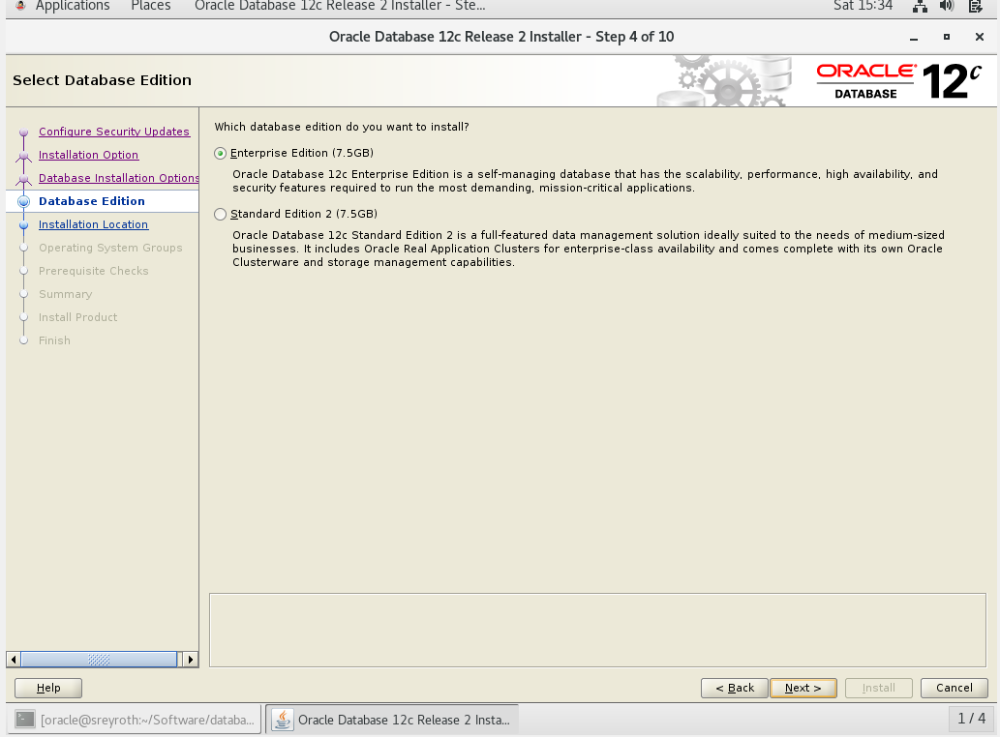 Applications Places Oracle Database 12c Release 2 Installer - Ste... Sat 15:34
Oracle Database 12c Release 2 Installer - Step 4 of 10
Select Database Edition
ORACLE®
DATABASE
12c
Configure Security Updates
Installation Option
Database Installation Options
Database Edition
Installation Location
Operating System Groups
Prerequisite Checks
Summary
Install Product
Finish
Which database edition do you want to install?
Enterprise Edition (7.5GB)
Oracle Database 12c Enterprise Edition is a self-managing database that has the scalability, performance, high availability, and
security features required to run the most demanding, mission-critical applications.
Standard Edition 2 (7.5GB)
Oracle Database 12c Standard Edition 2 is a full-featured data management solution ideally suited to the needs of medium-sized
businesses. It includes Oracle Real Application Clusters for enterprise-class availability and comes complete with its own Oracle
Clusterware and storage management capabilities.
Help < Back Next > Install Cancel
[oracle@sreyroth:~/Software/databa... Oracle Database 12c Release 2 Insta... 1 / 4